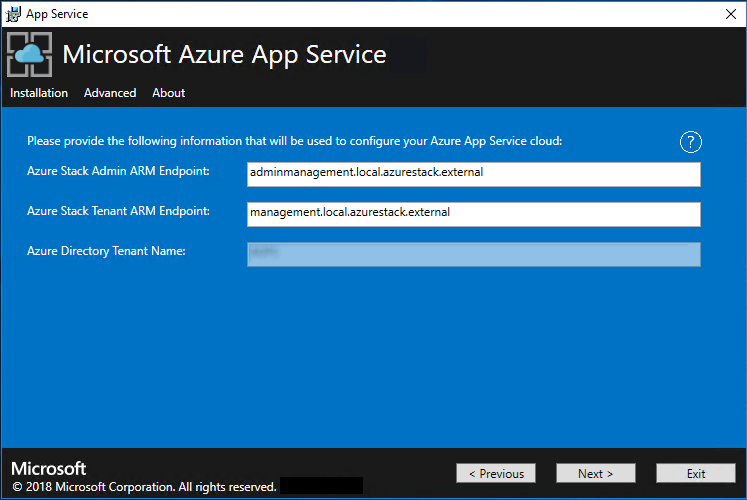 App Service
Microsoft Azure App Service
Installation Advanced About
Please provide the following information that will be used to configure your Azure App Service cloud:
?
Azure Stack Admin ARM Endpoint: adminmanagement.local.azurestack.external
Azure Stack Tenant ARM Endpoint: management.local.azurestack.external
Azure Directory Tenant Name:
Microsoft
© 2018 Microsoft Corporation. All rights reserved.
< Previous Next > Exit